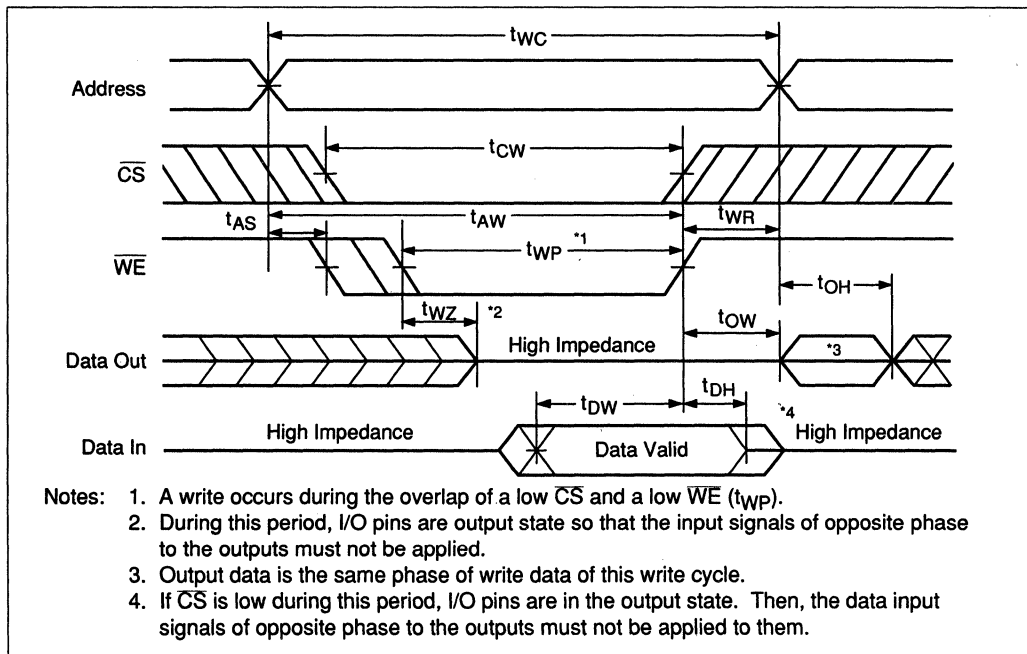 tWC
Address
tCW
C̅S̅
tAS
tAW
tWR
W̅E̅
tWP *1
tOH
tWZ *2
tOW
Data Out
High Impedance
*3
tDW
tDH
*4
Data In
High Impedance
Data Valid
High Impedance
Notes: 1. A write occurs during the overlap of a low C̅S̅ and a low W̅E̅ (tWP).
2. During this period, I/O pins are output state so that the input signals of opposite phase
to the outputs must not be applied.
3. Output data is the same phase of write data of this write cycle.
4. If C̅S̅ is low during this period, I/O pins are in the output state. Then, the data input
signals of opposite phase to the outputs must not be applied to them.